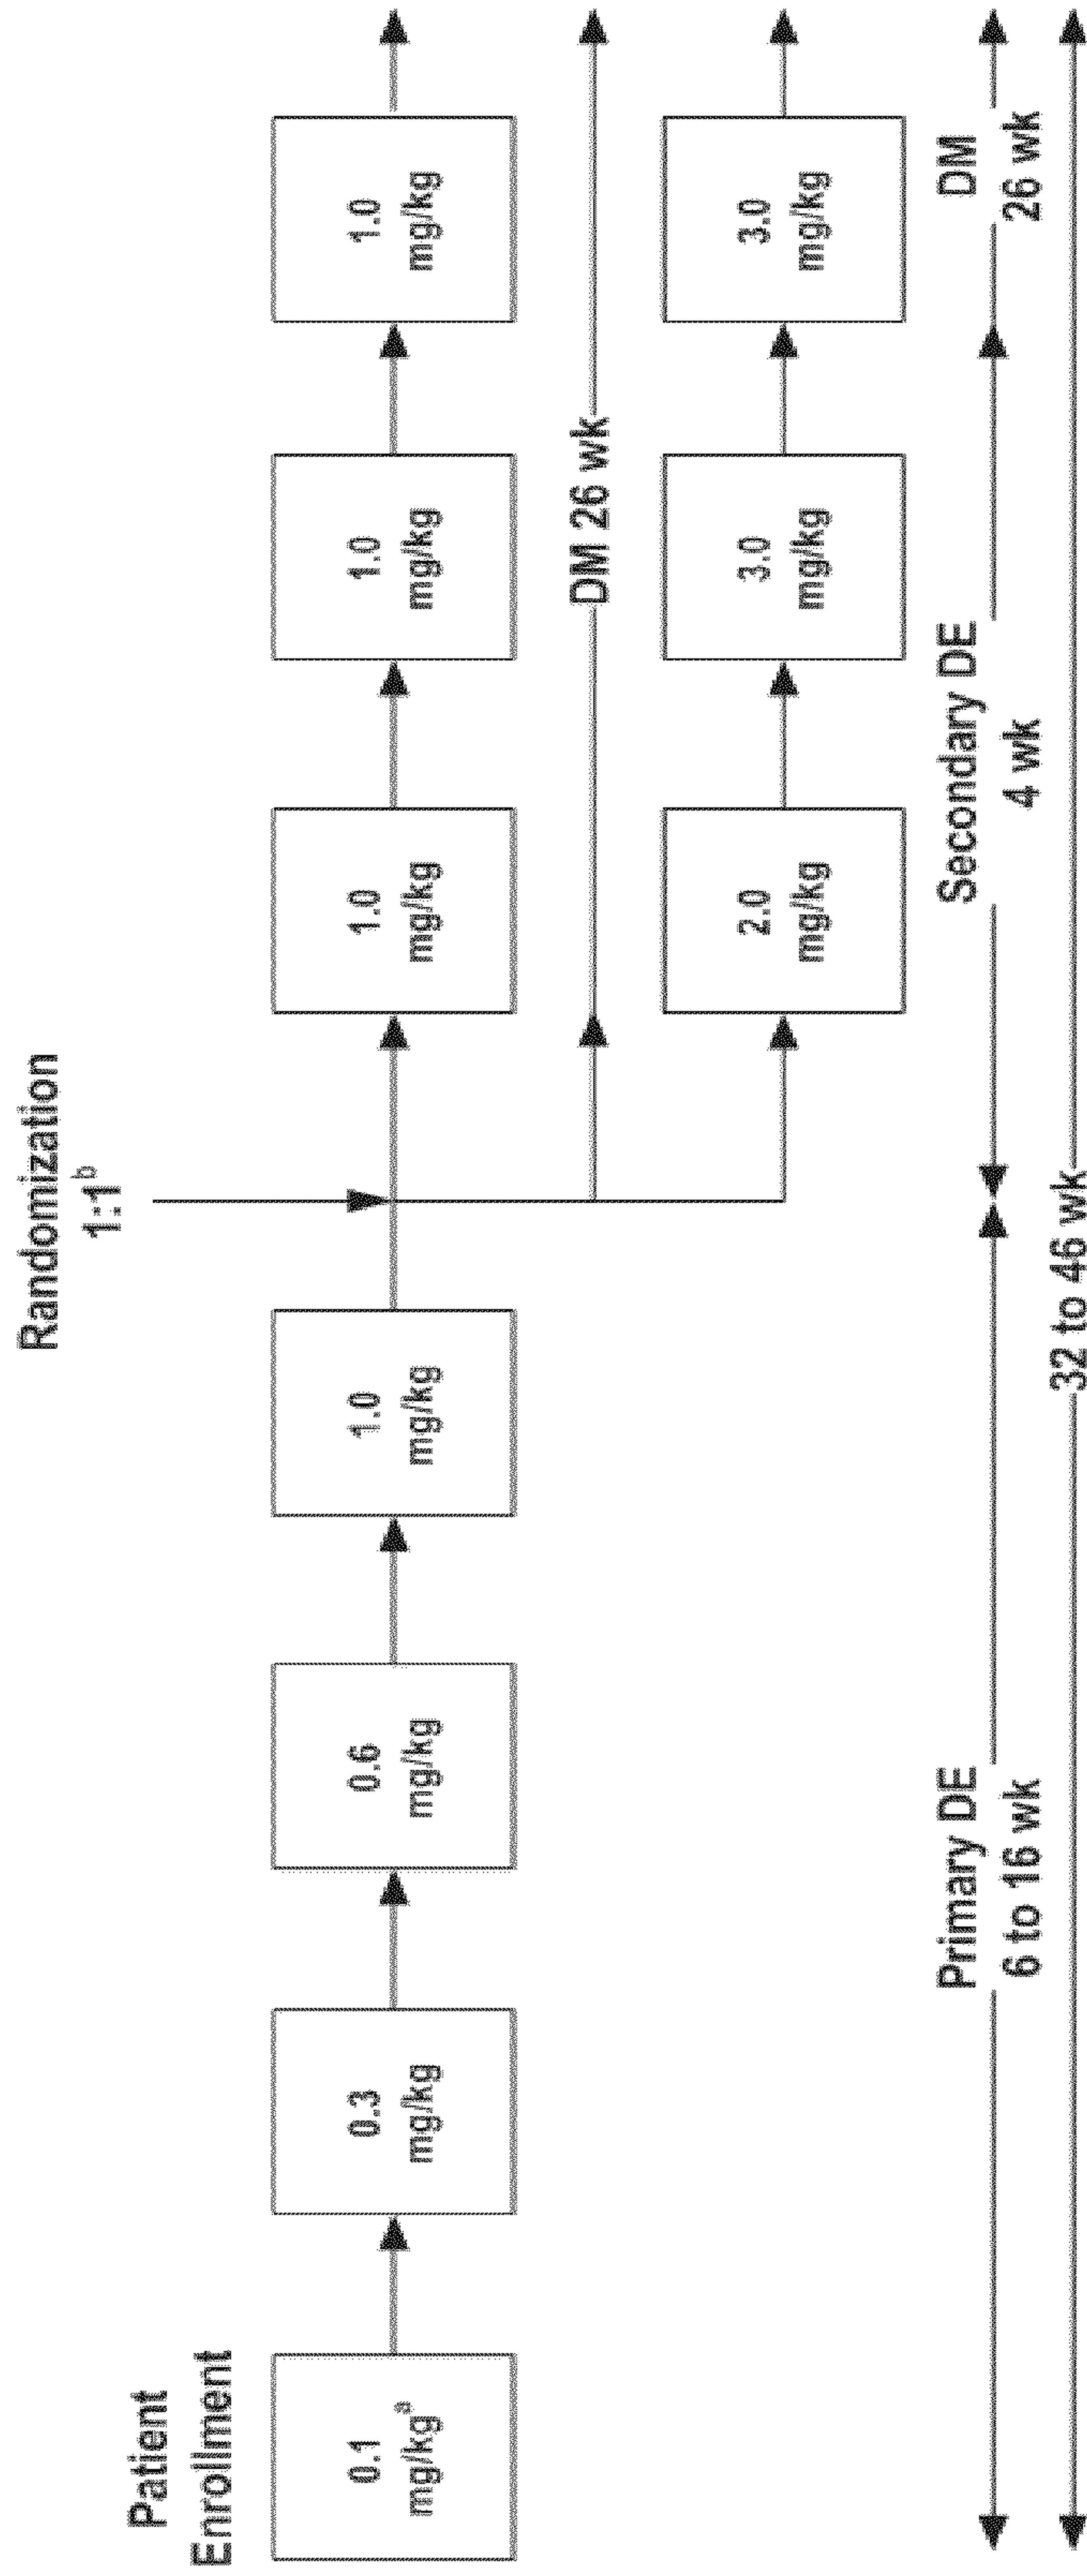 Patient
Enrollment
Randomization
1:1ᵇ
0.1
mg/kgᵃ
0.3
mg/kg
0.6
mg/kg
1.0
mg/kg
1.0
mg/kg
1.0
mg/kg
1.0
mg/kg
DM 26 wk
2.0
mg/kg
3.0
mg/kg
3.0
mg/kg
Primary DE
6 to 16 wk
Secondary DE
4 wk
DM
26 wk
32 to 46 wk